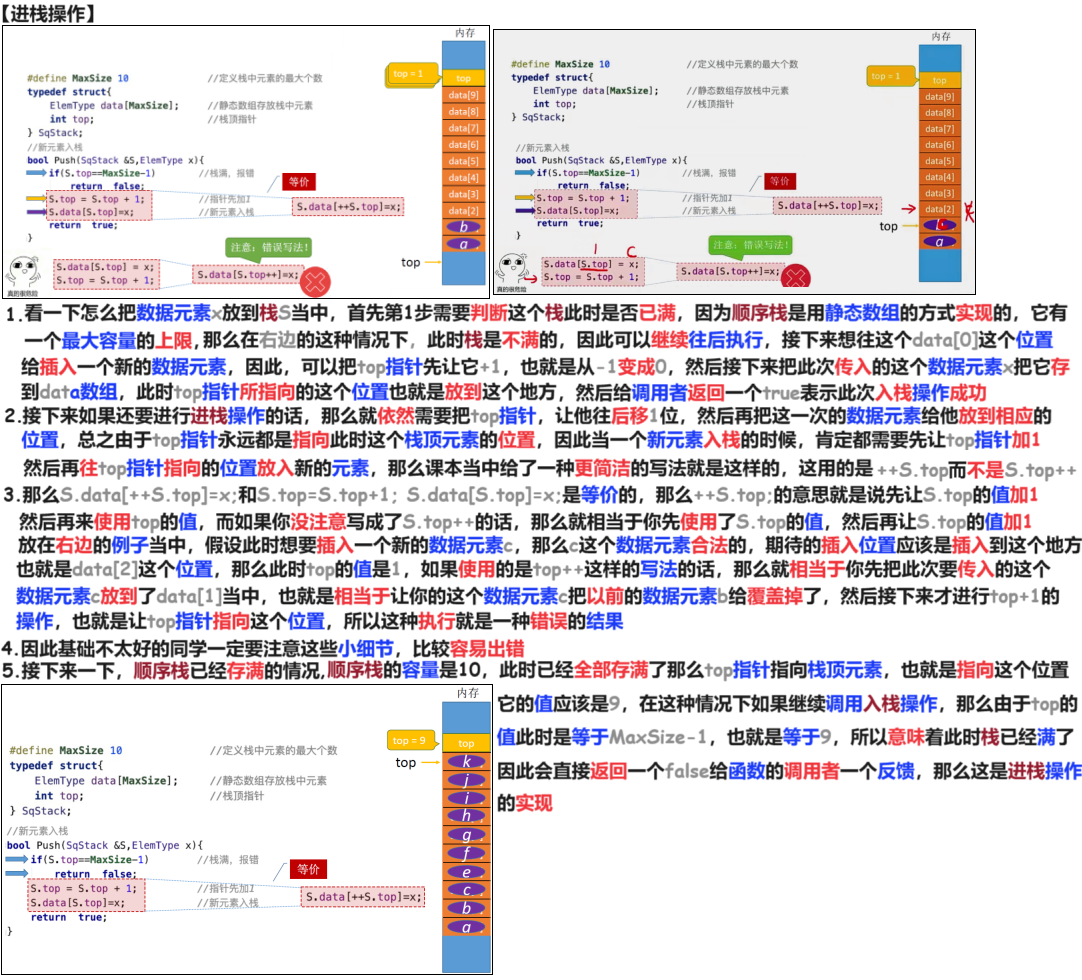 【进栈操作】
内存
#define MaxSize 10 //定义栈中元素的最大个数
typedef struct{
ElemType data[MaxSize]; //静态数组存放栈中元素
int top; //栈顶指针
} SqStack;
//新元素入栈
bool Push(SqStack &S,ElemType x){
if(S.top==MaxSize-1) //栈满，报错
return false;
S.top = S.top + 1; //指针先加1
S.data[S.top]=x; //新元素入栈
return true;
}
等价
S.data[++S.top]=x;
注意：错误写法！
S.data[S.top] = x;
S.top = S.top + 1;
S.data[S.top++]=x;
真的很然险
top = 1
top
data[9]
data[8]
data[7]
data[6]
data[5]
data[4]
data[3]
data[2]
b
a
top
内存
#define MaxSize 10 //定义栈中元素的最大个数
typedef struct{
ElemType data[MaxSize]; //静态数组存放栈中元素
int top; //栈顶指针
} SqStack;
//新元素入栈
bool Push(SqStack &S,ElemType x){
if(S.top==MaxSize-1) //栈满，报错
return false;
S.top = S.top + 1; //指针先加1
S.data[S.top]=x; //新元素入栈
return true;
}
等价
S.data[++S.top]=x;
注意：错误写法！
1 C
S.data[S.top] = x;
S.top = S.top + 1;
S.data[S.top++]=x;
top = 1
top
data[9]
data[8]
data[7]
data[6]
data[5]
data[4]
data[3]
data[2]
top
a
1.看一下怎么把数据元素x放到栈S当中，首先第1步需要判断这个栈此时是否已满，因为顺序栈是用静态数组的方式实现的，它有
一个最大容量的上限,那么在右边的这种情况下，此时栈是不满的，因此可以继续往后执行，接下来想往这个data[0]这个位置
给插入一个新的数据元素，因此，可以把top指针先让它+1，也就是从-1变成0，然后接下来把此次传入的这个数据元素x把它存
到data数组，此时top指针所指向的这个位置也就是放到这个地方，然后给调用者返回一个true表示此次入栈操作成功
2.接下来如果还要进行进栈操作的话，那么就依然需要把top指针，让他往后移1位，然后再把这一次的数据元素给他放到相应的
位置，总之由于top指针永远都是指向此时这个栈顶元素的位置，因此当一个新元素入栈的时候，肯定都需要先让top指针加1
然后再往top指针指向的位置放入新的元素，那么课本当中给了一种更简洁的写法就是这样的，这用的是++S.top而不是S.top++
3.那么S.data[++S.top]=x;和S.top=S.top+1; S.data[S.top]=x;是等价的，那么++S.top;的意思就是说先让S.top的值加1
然后再来使用top的值，而如果你没注意写成了S.top++的话，那么就相当于你先使用了S.top的值，然后再让S.top的值加1
放在右边的例子当中，假设此时想要插入一个新的数据元素c，那么c这个数据元素合法的，期待的插入位置应该是插入到这个地方
也就是data[2]这个位置，那么此时top的值是1，如果使用的是top++这样的写法的话，那么就相当于你先把此次要传入的这个
数据元素c放到了data[1]当中，也就是相当于让你的这个数据元素c把以前的数据元素b给覆盖掉了，然后接下来才进行top+1的
操作，也就是让top指针指向这个位置，所以这种执行就是一种错误的结果
4.因此基础不太好的同学一定要注意这些小细节，比较容易出错
5.接下来一下，顺序栈已经存满的情况,顺序栈的容量是10，此时已经全部存满了那么top指针指向栈顶元素，也就是指向这个位置
它的值应该是9，在这种情况下如果继续调用入栈操作，那么由于top的
值此时是等于MaxSize-1，也就是等于9，所以意味着此时栈已经满了
因此会直接返回一个false给函数的调用者一个反馈，那么这是进栈操作
的实现
内存
#define MaxSize 10 //定义栈中元素的最大个数
typedef struct{
ElemType data[MaxSize]; //静态数组存放栈中元素
int top; //栈顶指针
} SqStack;
//新元素入栈
bool Push(SqStack &S,ElemType x){
if(S.top==MaxSize-1) //栈满，报错
return false;
S.top = S.top + 1; //指针先加1
S.data[S.top]=x; //新元素入栈
return true;
}
等价
S.data[++S.top]=x;
top = 9
top
top
k
j
i
h
g
f
e
c
b
a